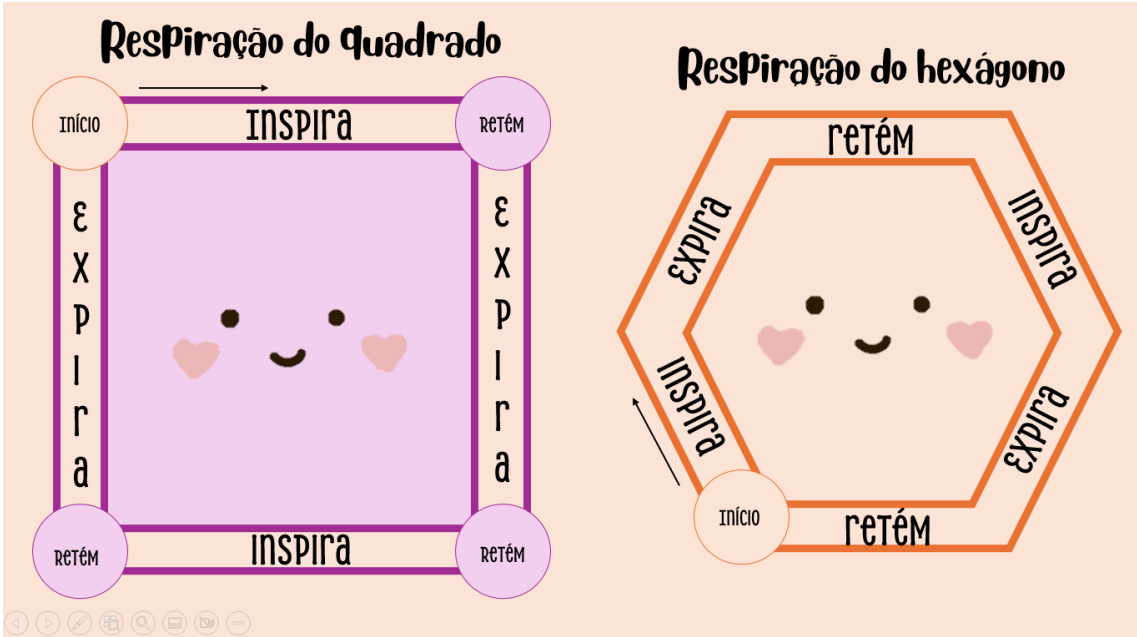 Respiração do quadrado
INÍCIO
INSPIRA
RETÉM
EXPIRA
RETÉM
INSPIRA
RETÉM
EXPIRA
Respiração do hexágono
INÍCIO
INSPIRA
EXPIRA
RETÉM
INSPIRA
EXPIRA
RETÉM